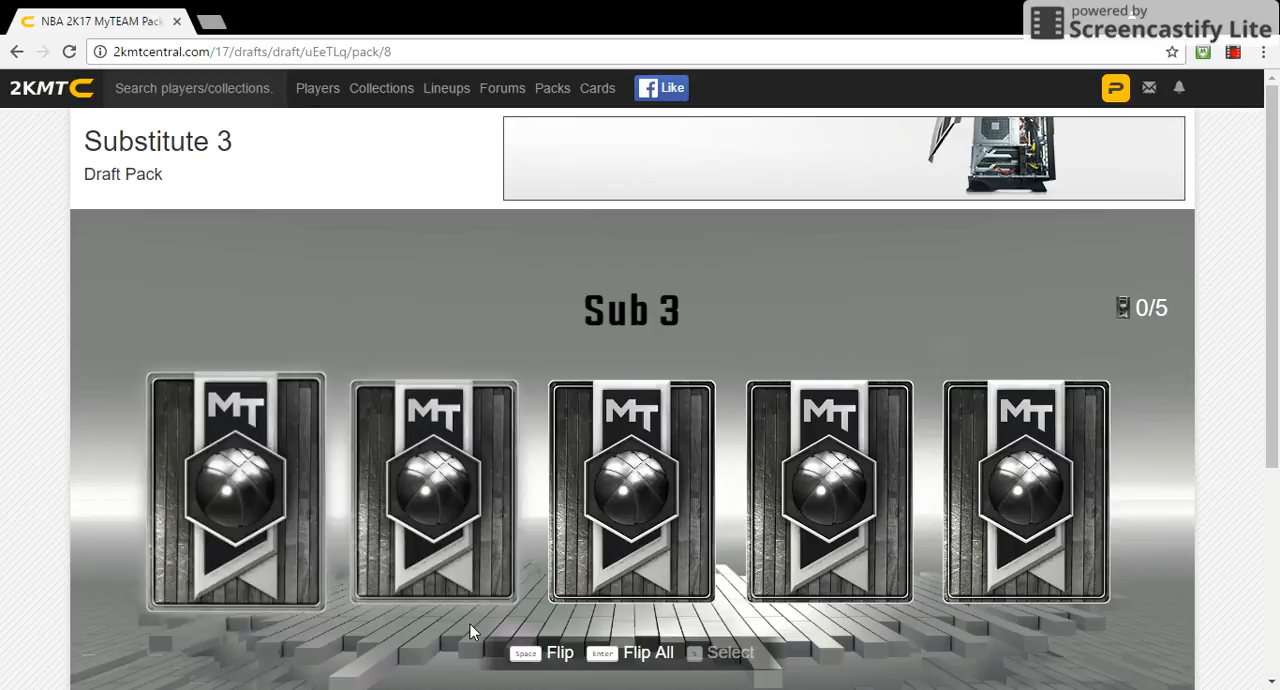 NBA 2K17 MyTEAM Pack
powered by
Screencastify Lite
2kmtcentral.com/17/drafts/draft/uEeTLq/pack/8
2KMTC Search players/collections. Players Collections Lineups Forums Packs Cards Like
Substitute 3
Draft Pack
Sub 3
0/5
MT MT MT MT MT
Space Flip Enter Flip All S Select